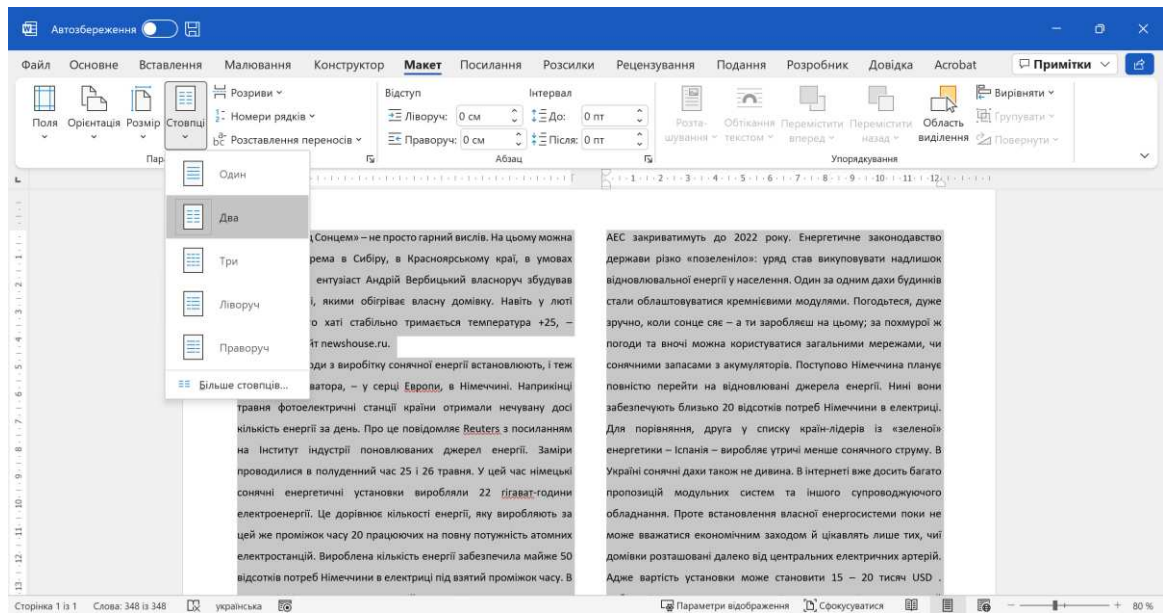 Автозбереження
Файл Основне Вставлення Малювання Конструктор Макет Посилання Розсилки Рецензування Подання Розробник Довідка Acrobat Примітки
Поля
Орієнтація
Розмір
Стовпці
Розриви
Номери рядків
Розставлення переносів
Пар
Відступ
Ліворуч: 0 см
Праворуч: 0 см
Інтервал
До: 0 пт
Після: 0 пт
Абзац
Розта-
шування
Обтікання
текстом
Перемістити
вперед
Перемістити
назад
Область
виділення
Вирівняти
Групувати
Повернути
Упорядкування
Один
Два
Три
Ліворуч
Праворуч
Більше стовпців...
1 2 3 4 5 6 7 8 9 10 11 12
Сонцем» – не просто гарний вислів. На цьому можна
рема в Сибіру, в Красноярському краї, в умовах
ентузіаст Андрій Вербицький власноруч збудував
і, якими обігріває власну домівку. Навіть у люті
о хаті стабільно тримається температура +25, –
йт newshouse.ru.
оди з виробітку сонячної енергії встановлюють, і теж
ватора, – у серці Европи, в Німеччині. Наприкінці
травня фотоелектричні станції країни отримали нечувану досі
кількість енергії за день. Про це повідомляє Reuters з посиланням
на Інститут індустрії поновлюваних джерел енергії. Заміри
проводилися в полуденний час 25 і 26 травня. У цей час німецькі
сонячні енергетичні установки виробляли 22 гігават-години
електроенергії. Це дорівнює кількості енергії, яку виробляють за
цей же проміжок часу 20 працюючих на повну потужність атомних
електростанцій. Вироблена кількість енергії забезпечила майже 50
відсотків потреб Німеччини в електриці під взятий проміжок часу. В
АЕС закриватимуть до 2022 року. Енергетичне законодавство
держави різко «позеленіло»: уряд став викуповувати надлишок
відновлювальної енергії у населення. Один за одним дахи будинків
стали облаштовуватися кремнієвими модулями. Погодьтеся, дуже
зручно, коли сонце сяє – а ти заробляєш на цьому; за похмурої ж
погоди та вночі можна користуватися загальними мережами, чи
сонячними запасами з акумуляторів. Поступово Німеччина планує
повністю перейти на відновлювані джерела енергії. Нині вони
забезпечують близько 20 відсотків потреб Німеччини в електриці.
Для порівняння, друга у списку країн-лідерів із «зеленої»
енергетики – Іспанія – виробляє утричі менше сонячного струму. В
Україні сонячні дахи також не дивина. В інтернеті вже досить багато
пропозицій модульних систем та іншого супроводжуючого
обладнання. Проте встановлення власної енергосистеми поки не
може вважатися економічним заходом й цікавлять лише тих, чиї
домівки розташовані далеко від центральних електричних артерій.
Адже вартість установки може становити 15 – 20 тисяч USD .
Сторінка 1 із 1 Слова: 348 із 348 українська Параметри відображення Сфокусуватися 80 %